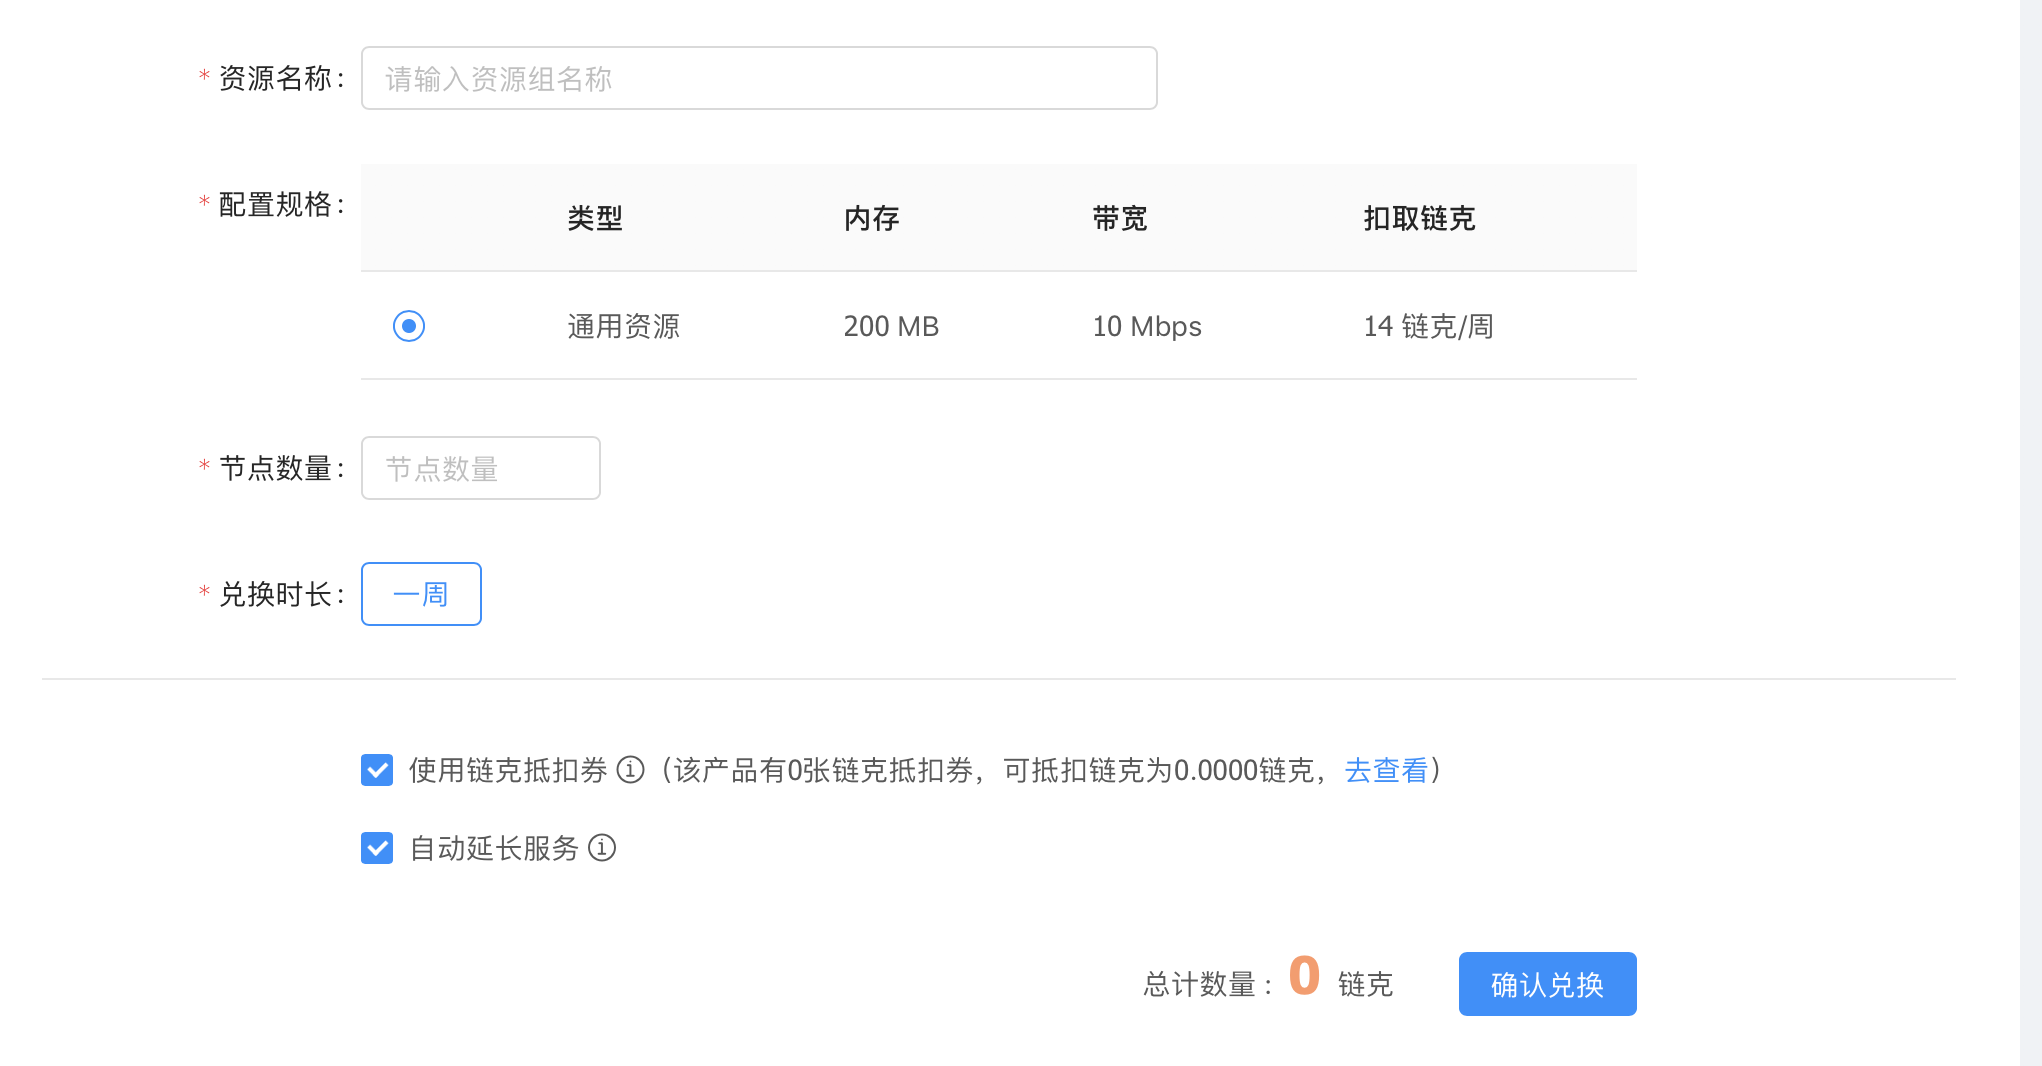 * 资源名称: 请输入资源组名称
* 配置规格: 类型 内存 带宽 扣取链克
通用资源 200 MB 10 Mbps 14 链克/周
* 节点数量: 节点数量
* 兑换时长: 一周
使用链克抵扣券 (该产品有0张链克抵扣券，可抵扣链克为0.0000链克，去查看)
自动延长服务
总计数量: 0 链克 确认兑换